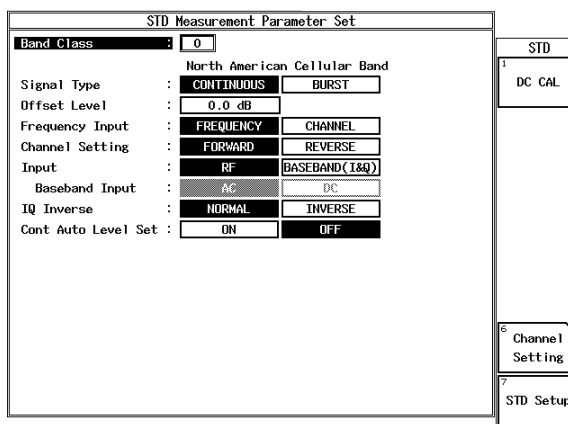 STD Measurement Parameter Set
Band Class : 0
North American Cellular Band
Signal Type : CONTINUOUS BURST
Offset Level : 0.0 dB
Frequency Input : FREQUENCY CHANNEL
Channel Setting : FORWARD REVERSE
Input : RF BASEBAND(I&Q)
Baseband Input : AC DC
IQ Inverse : NORMAL INVERSE
Cont Auto Level Set : ON OFF
STD
1
DC CAL
6
Channel
Setting
7
STD Setup